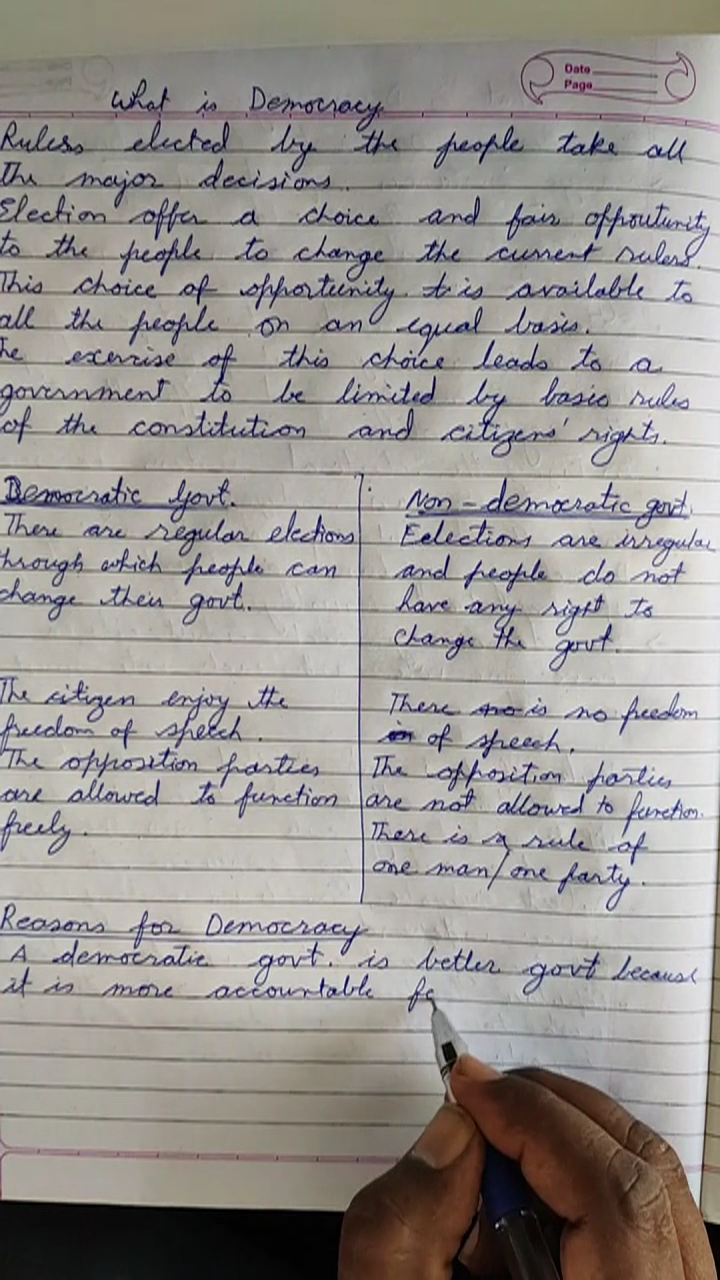 Date
Page
What is Democracy
Rulers elected by the people take all
the major decisions.
Election offer a choice and fair opportunity
to the people to change the current rulers.
This choice of opportunity is available to
all the people on an equal basis.
he exercise of this choice leads to a
government to be limited by basic rules
of the constitution and citizens' rights.
Democratic Govt.
There are regular elections
through which people can
change their govt.
The citizen enjoy the
freedom of speech.
The opposition parties
are allowed to function
freely.
Non-democratic govt.
Eelections are irregular
and people do not
have any right to
change the govt.
There is no freedom
of speech.
The opposition parties
are not allowed to function.
There is a rule of
one man/one party.
Reasons for Democracy
A democratic govt. is better govt because
it is more accountable fo